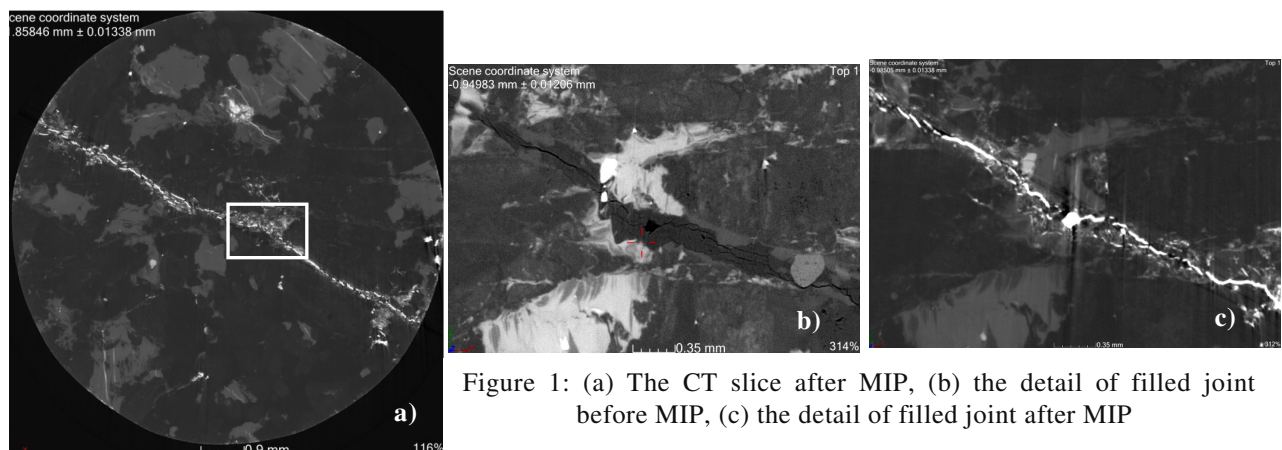 Scene coordinate system
1.85846 mm ± 0.01338 mm
a)
0.9 mm
116%
Scene coordinate system
-0.94983 mm ± 0.01206 mm
Top 1
b)
0.35 mm
314%
Scene coordinate system
-0.98505 mm ± 0.01338 mm
Top 1
c)
0.35 mm
312%
Figure 1: (a) The CT slice after MIP, (b) the detail of filled joint
before MIP, (c) the detail of filled joint after MIP